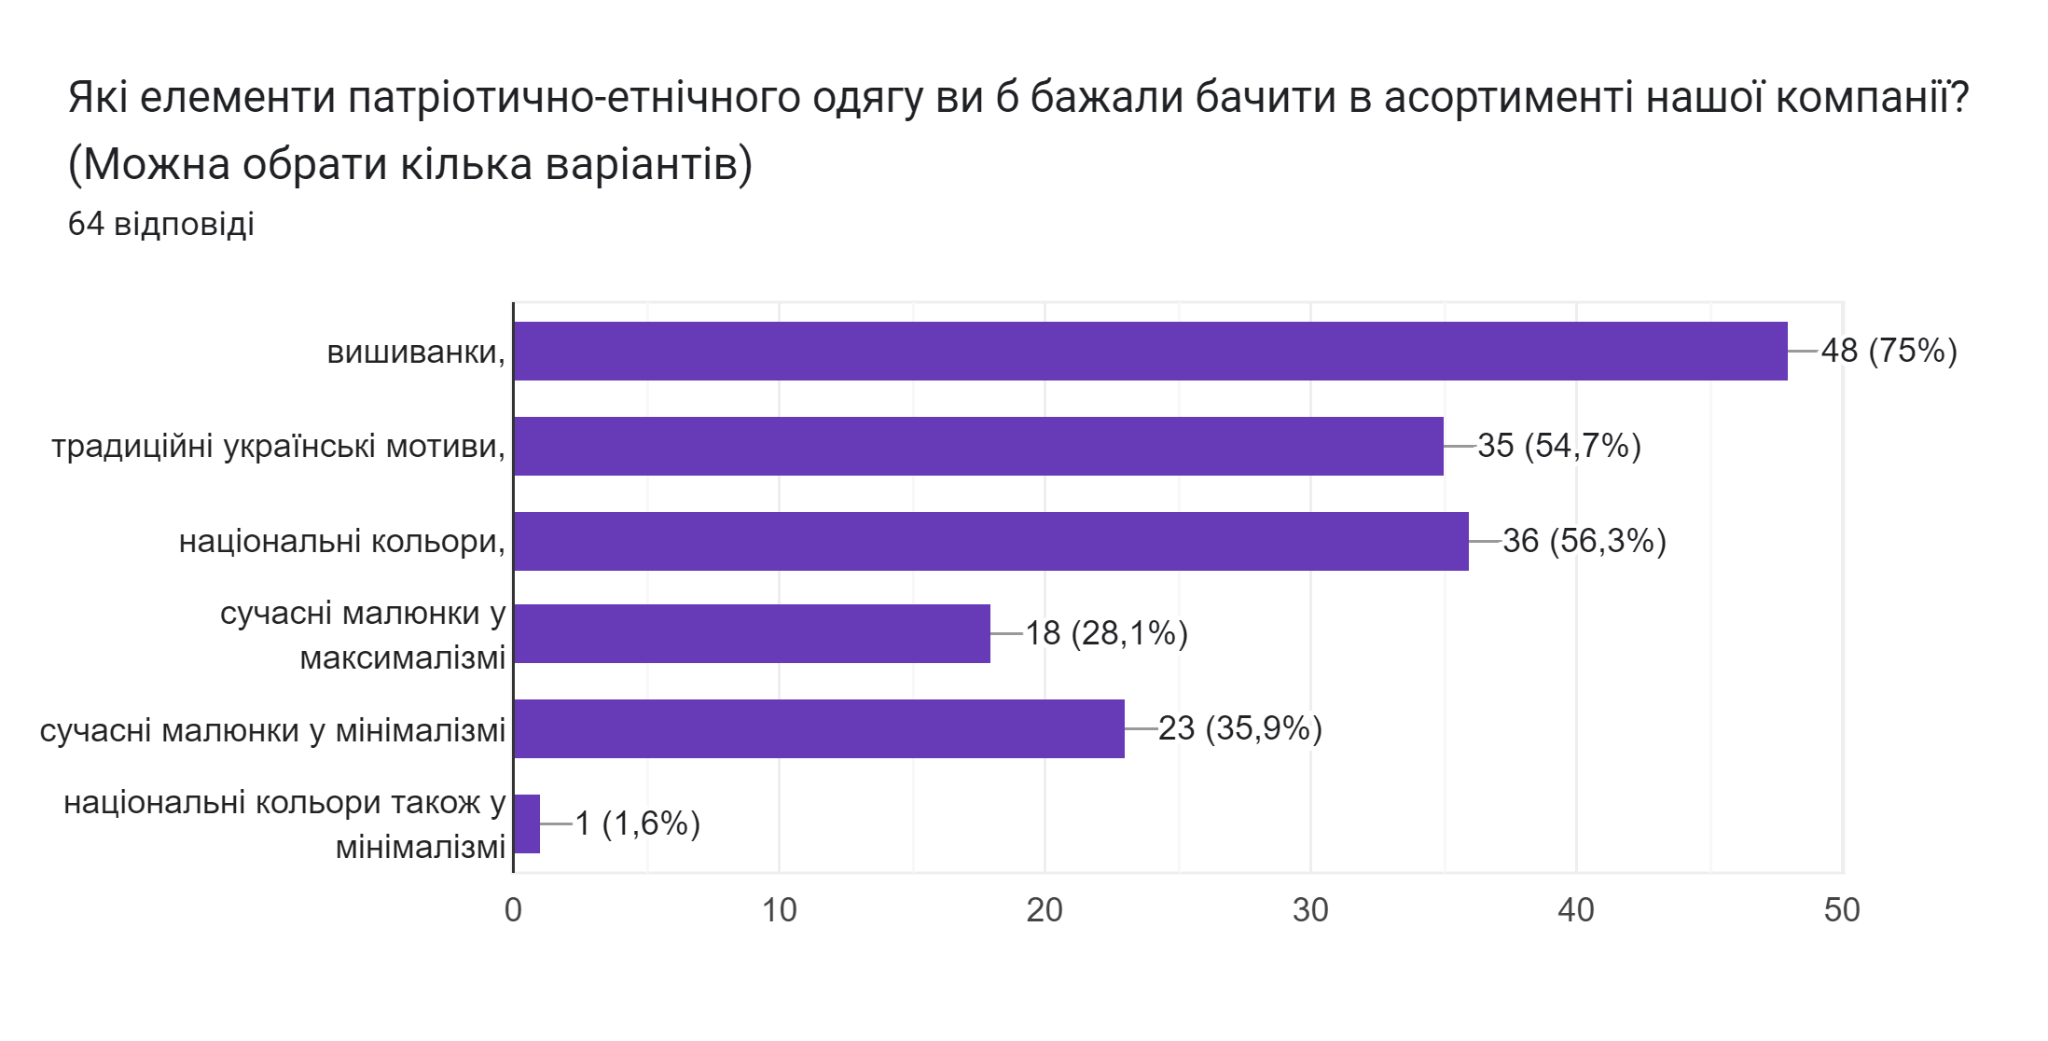 Які елементи патріотично-етнічного одягу ви б бажали бачити в асортименті нашої компанії?
(Можна обрати кілька варіантів)
64 відповіді
вишиванки,
48 (75%)
традиційні українські мотиви,
35 (54,7%)
національні кольори,
36 (56,3%)
сучасні малюнки у
максималізмі
18 (28,1%)
сучасні малюнки у мінімалізмі
23 (35,9%)
національні кольори також у
мінімалізмі
1 (1,6%)
0 10 20 30 40 50